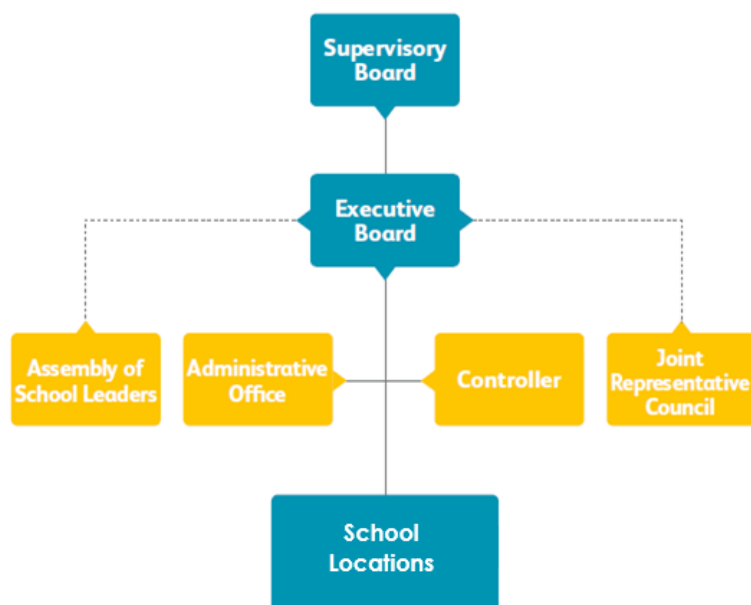 Supervisory
Board
Executive
Board
Assembly of
School Leaders
Administrative
Office
Controller
Joint
Representative
Council
School
Locations